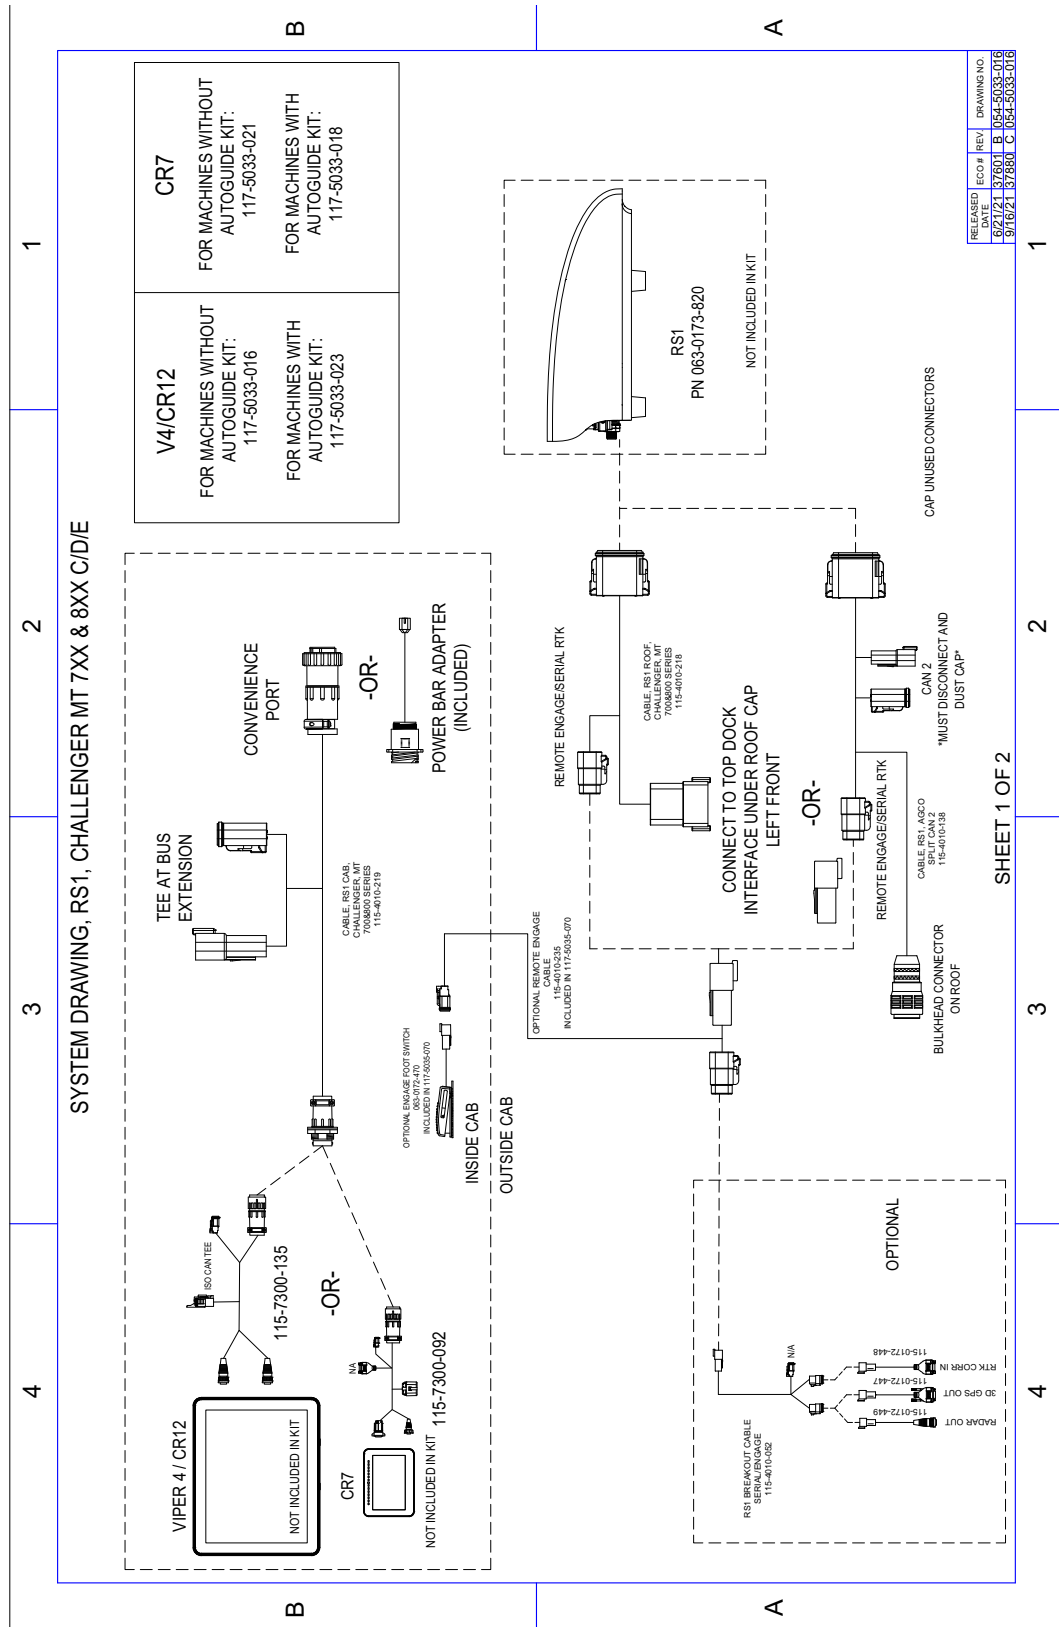 SYSTEM DRAWING, RS1, CHALLENGER MT 7XX & 8XX C/D/E
4
3
2
1
B
A
VIPER 4 / CR12
NOT INCLUDED IN KIT
ISO CAN TEE
115-7300-135
-OR-
CR7
NOT INCLUDED IN KIT
NA
115-7300-092
TEE AT BUS
EXTENSION
CABLE, RS1 CAB,
CHALLENGER, MT
700&800 SERIES
115-4010-219
CONVENIENCE
PORT
-OR-
POWER BAR ADAPTER
(INCLUDED)
OPTIONAL ENGAGE FOOT SWITCH
063-0172-470
INCLUDED IN 117-5035-070
INSIDE CAB
OUTSIDE CAB
V4/CR12
FOR MACHINES WITHOUT
AUTOGUIDE KIT:
117-5033-016
FOR MACHINES WITH
AUTOGUIDE KIT:
117-5033-023
CR7
FOR MACHINES WITHOUT
AUTOGUIDE KIT:
117-5033-021
FOR MACHINES WITH
AUTOGUIDE KIT:
117-5033-018
OPTIONAL REMOTE ENGAGE
CABLE
115-4010-235
INCLUDED IN 117-5035-070
REMOTE ENGAGE/SERIAL RTK
CABLE, RS1 ROOF,
CHALLENGER, MT
700&800 SERIES
115-4010-218
CONNECT TO TOP DOCK
INTERFACE UNDER ROOF CAP
LEFT FRONT
-OR-
REMOTE ENGAGE/SERIAL RTK
CABLE, RS1, AGCO
SPLIT CAN 2
115-4010-138
BULKHEAD CONNECTOR
ON ROOF
CAN 2
*MUST DISCONNECT AND
DUST CAP*
CAP UNUSED CONNECTORS
RS1
PN 063-0173-820
NOT INCLUDED IN KIT
RS1 BREAKOUT CABLE
SERIAL/ENGAGE
115-4010-052
N/A
OPTIONAL
115-0172-449
RADAR OUT
115-0172-447
3D GPS OUT
115-0172-448
RTK CORR IN
SHEET 1 OF 2
RELEASED DATE ECO# REV. DRAWING NO.
6/21/21 37601 B 054-5033-016
9/16/21 37880 C 054-5033-016
4
3
2
1
B
A